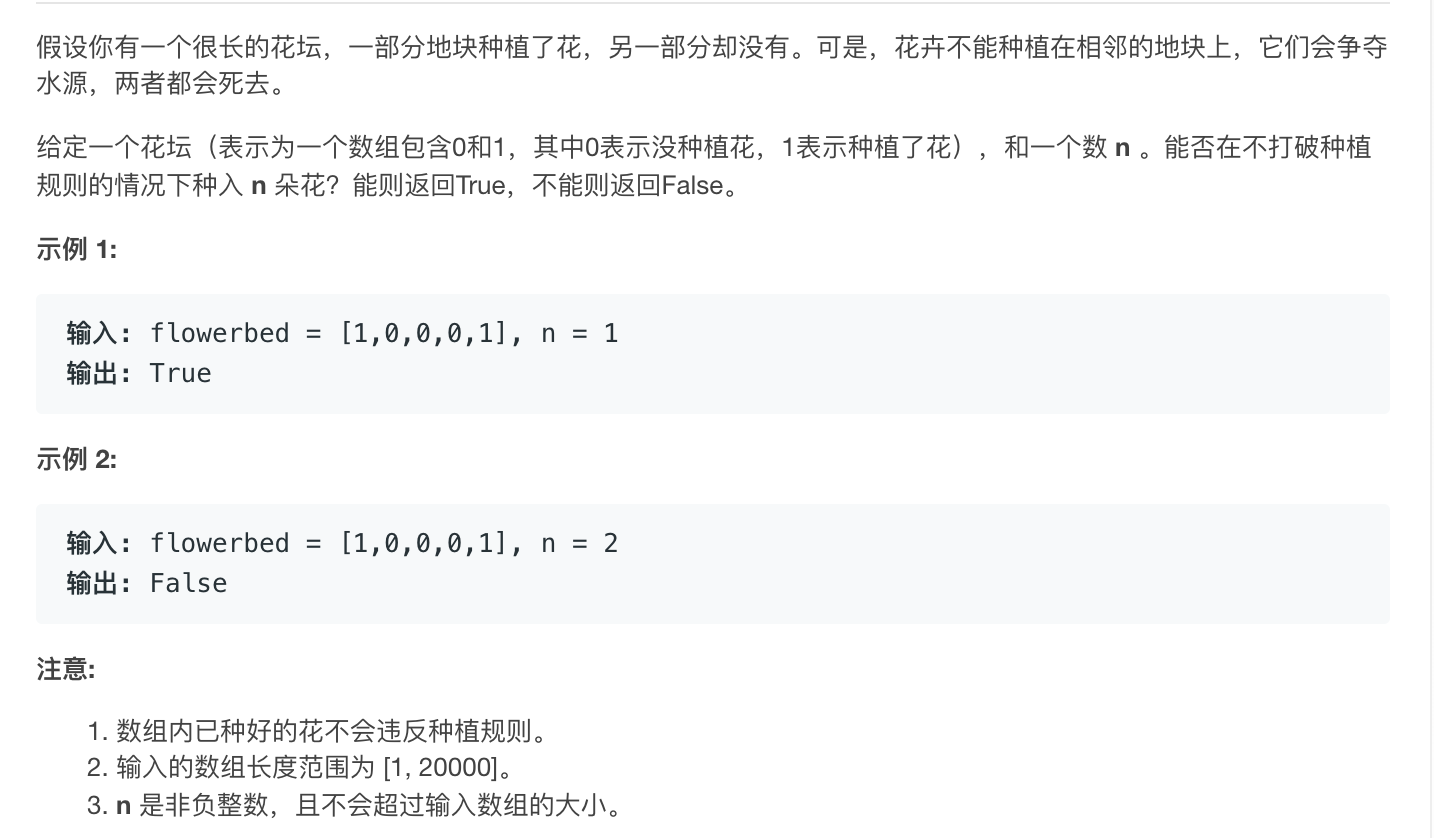 假设你有一个很长的花坛，一部分地块种植了花，另一部分却没有。可是，花卉不能种植在相邻的地块上，它们会争夺
水源，两者都会死去。
给定一个花坛（表示为一个数组包含0和1，其中0表示没种植花，1表示种植了花），和一个数 n 。能否在不打破种植
规则的情况下种入 n 朵花？能则返回True，不能则返回False。
示例 1:
输入: flowerbed = [1,0,0,0,1], n = 1
输出: True
示例 2:
输入: flowerbed = [1,0,0,0,1], n = 2
输出: False
注意:
1. 数组内已种好的花不会违反种植规则。
2. 输入的数组长度范围为 [1, 20000]。
3. n 是非负整数，且不会超过输入数组的大小。